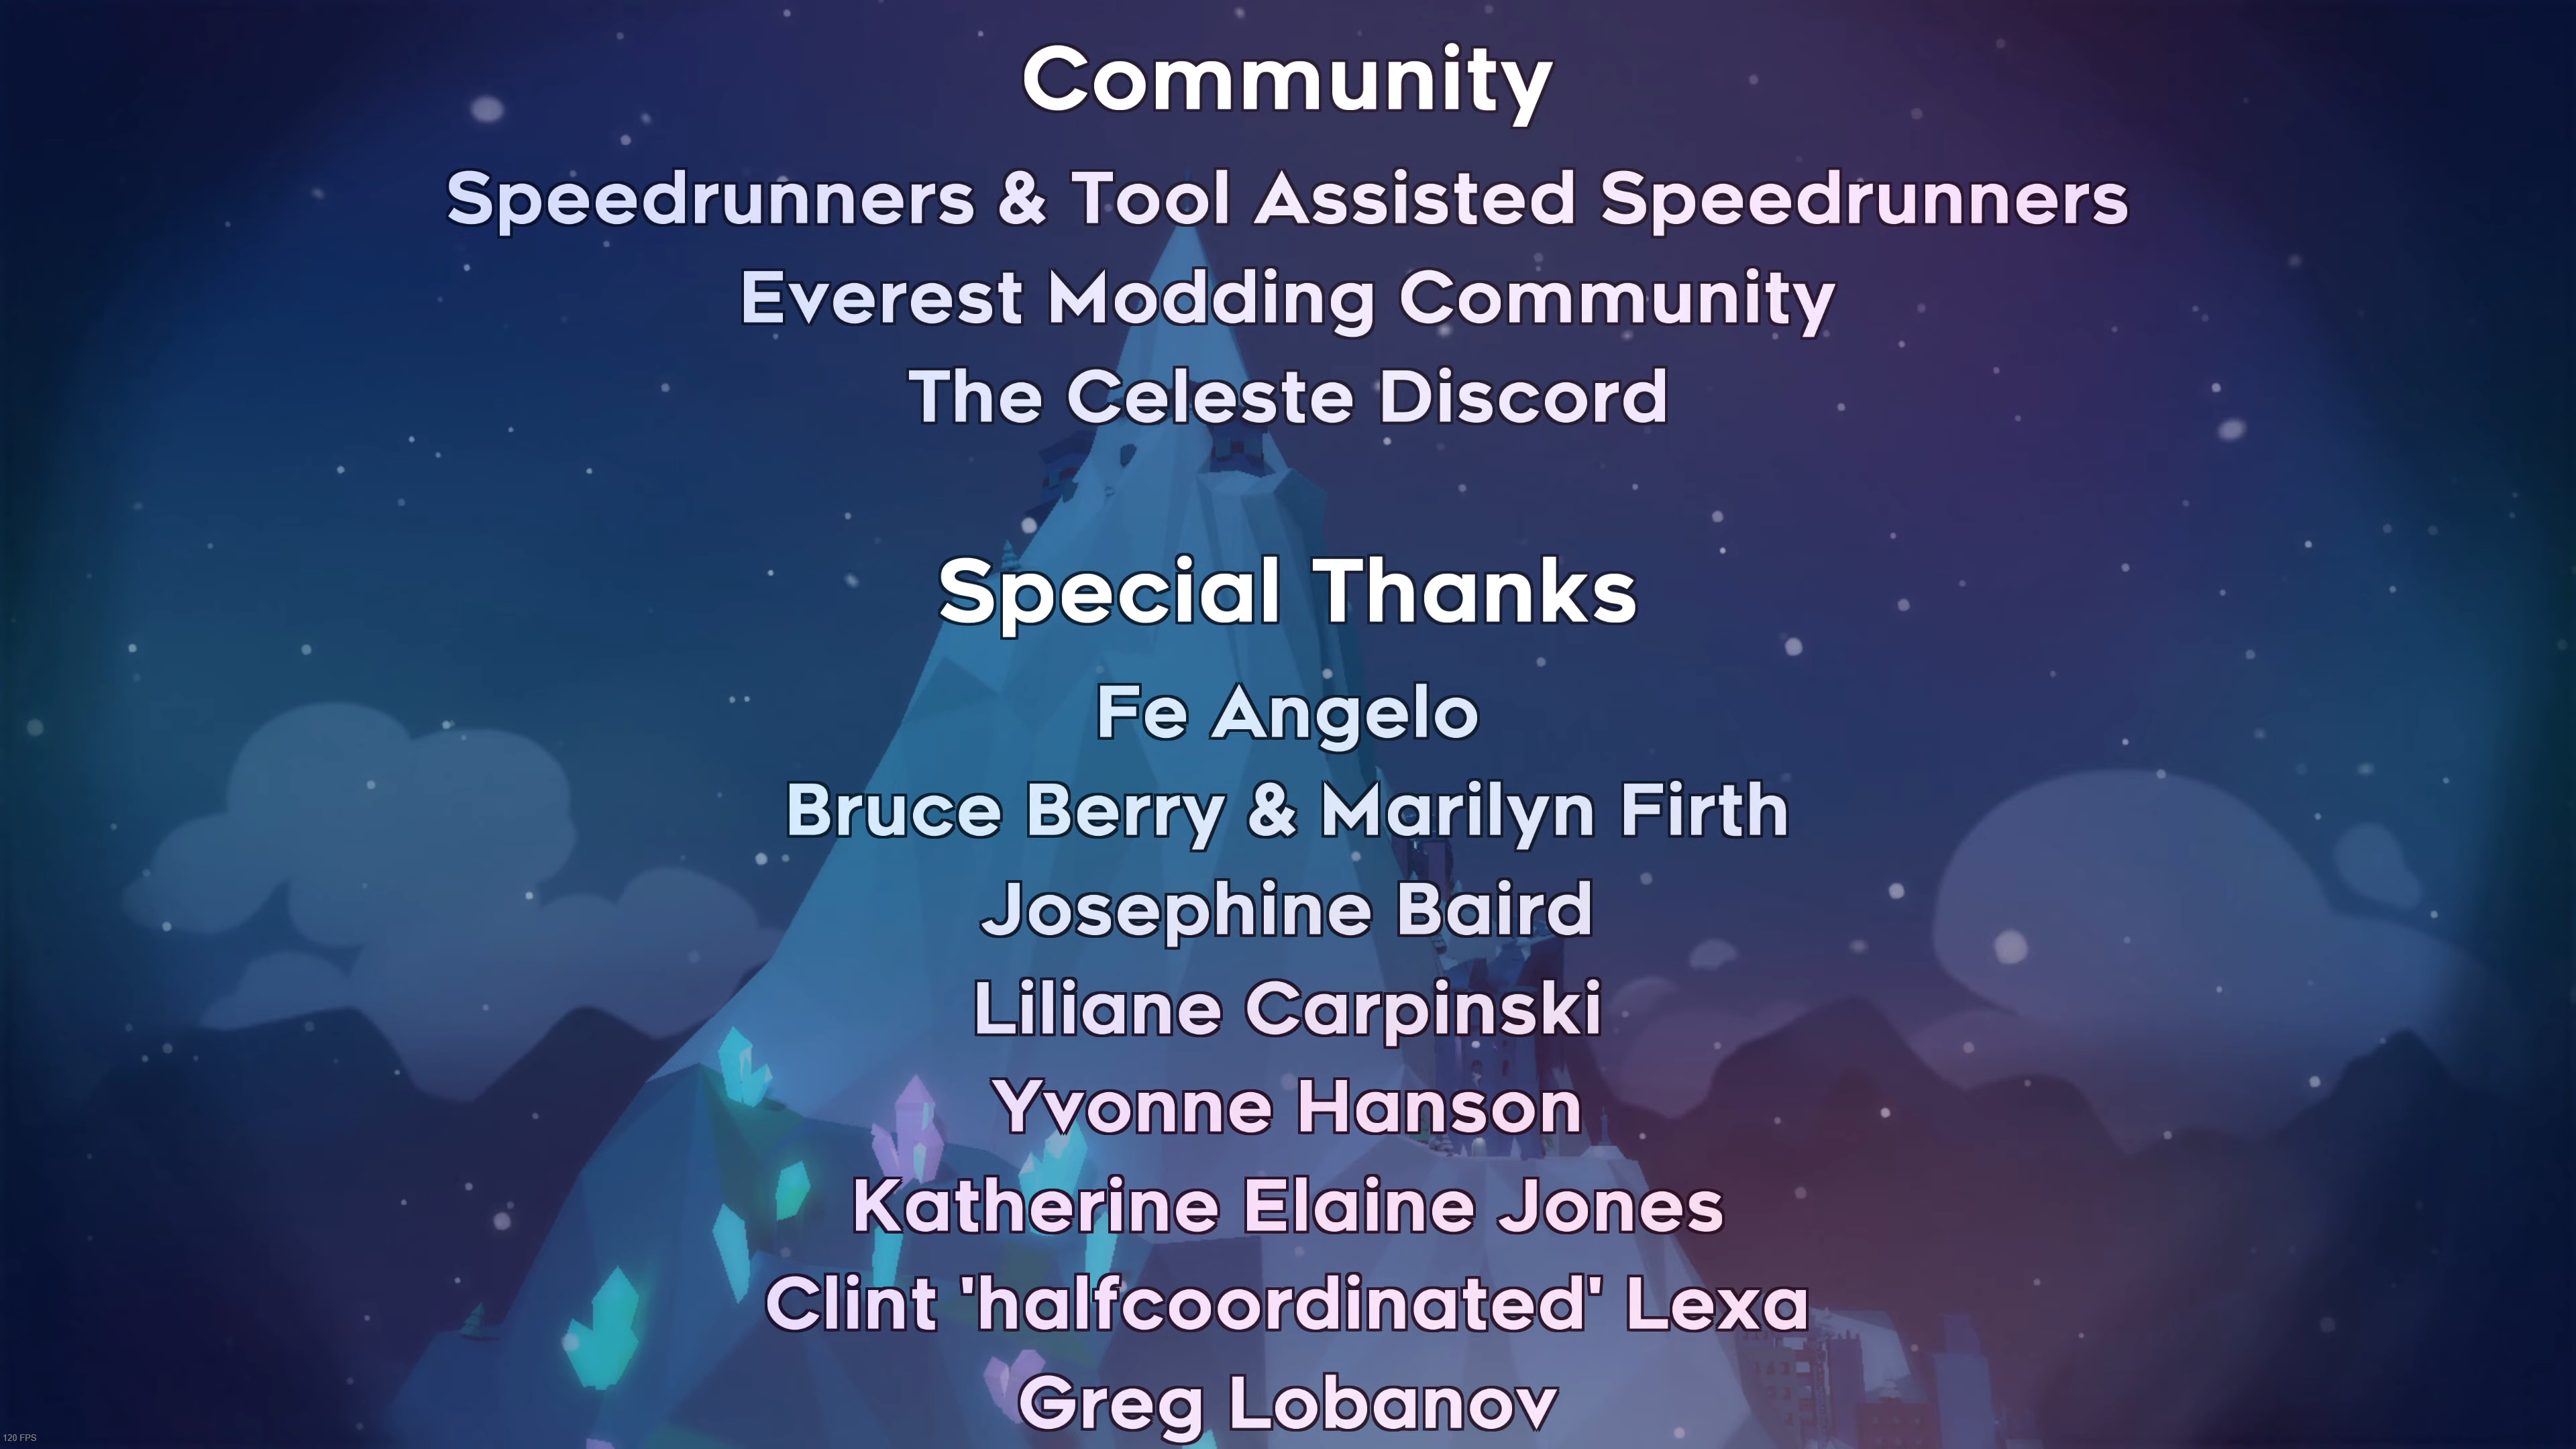 Community
Speedrunners & Tool Assisted Speedrunners
Everest Modding Community
The Celeste Discord
Special Thanks
Fe Angelo
Bruce Berry & Marilyn Firth
Josephine Baird
Liliane Carpinski
Yvonne Hanson
Katherine Elaine Jones
Clint 'halfcoordinated' Lexa
Greg Lobanov
120 FPS